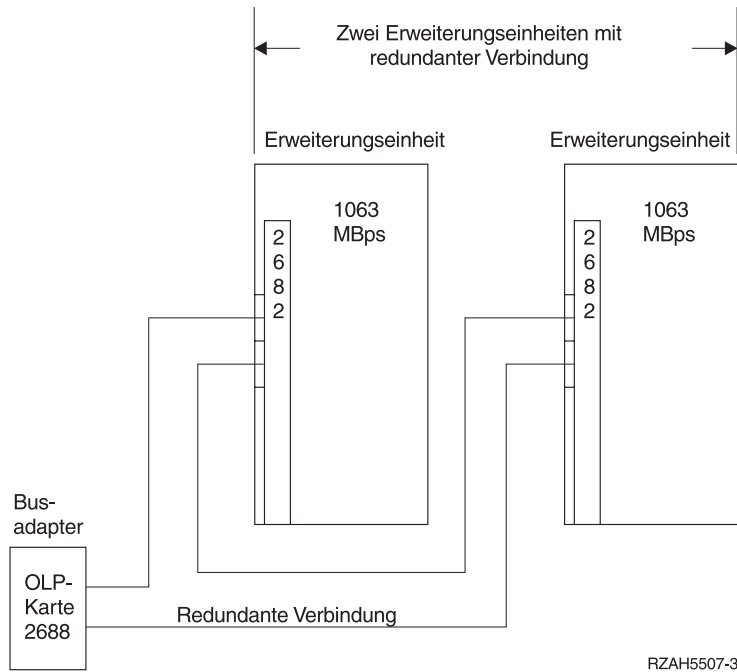 Zwei Erweiterungseinheiten mit
redundanter Verbindung
Erweiterungseinheit
Erweiterungseinheit
1063
MBps
2
6
8
2
1063
MBps
2
6
8
2
Bus-
adapter
OLP-
Karte
2688
Redundante Verbindung
RZAH5507-3